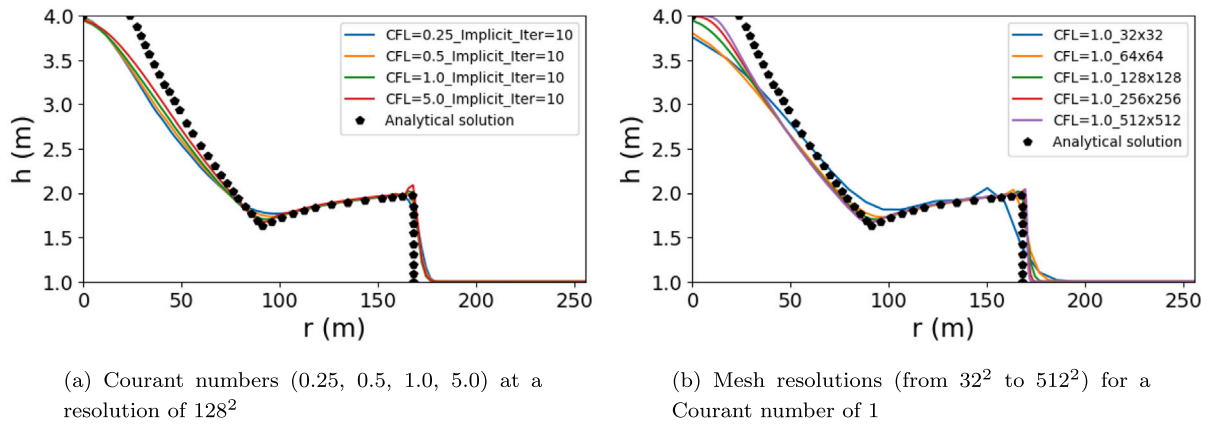 4.0
3.5
3.0
2.5
2.0
1.5
1.0
h (m)
0
50
100
150
200
250
r (m)
CFL=0.25_Implicit_Iter=10
CFL=0.5_Implicit_Iter=10
CFL=1.0_Implicit_Iter=10
CFL=5.0_Implicit_Iter=10
Analytical solution
(a) Courant numbers (0.25, 0.5, 1.0, 5.0) at a
resolution of 128²
4.0
3.5
3.0
2.5
2.0
1.5
1.0
h (m)
0
50
100
150
200
250
r (m)
CFL=1.0_32x32
CFL=1.0_64x64
CFL=1.0_128x128
CFL=1.0_256x256
CFL=1.0_512x512
Analytical solution
(b) Mesh resolutions (from 32² to 512²) for a
Courant number of 1